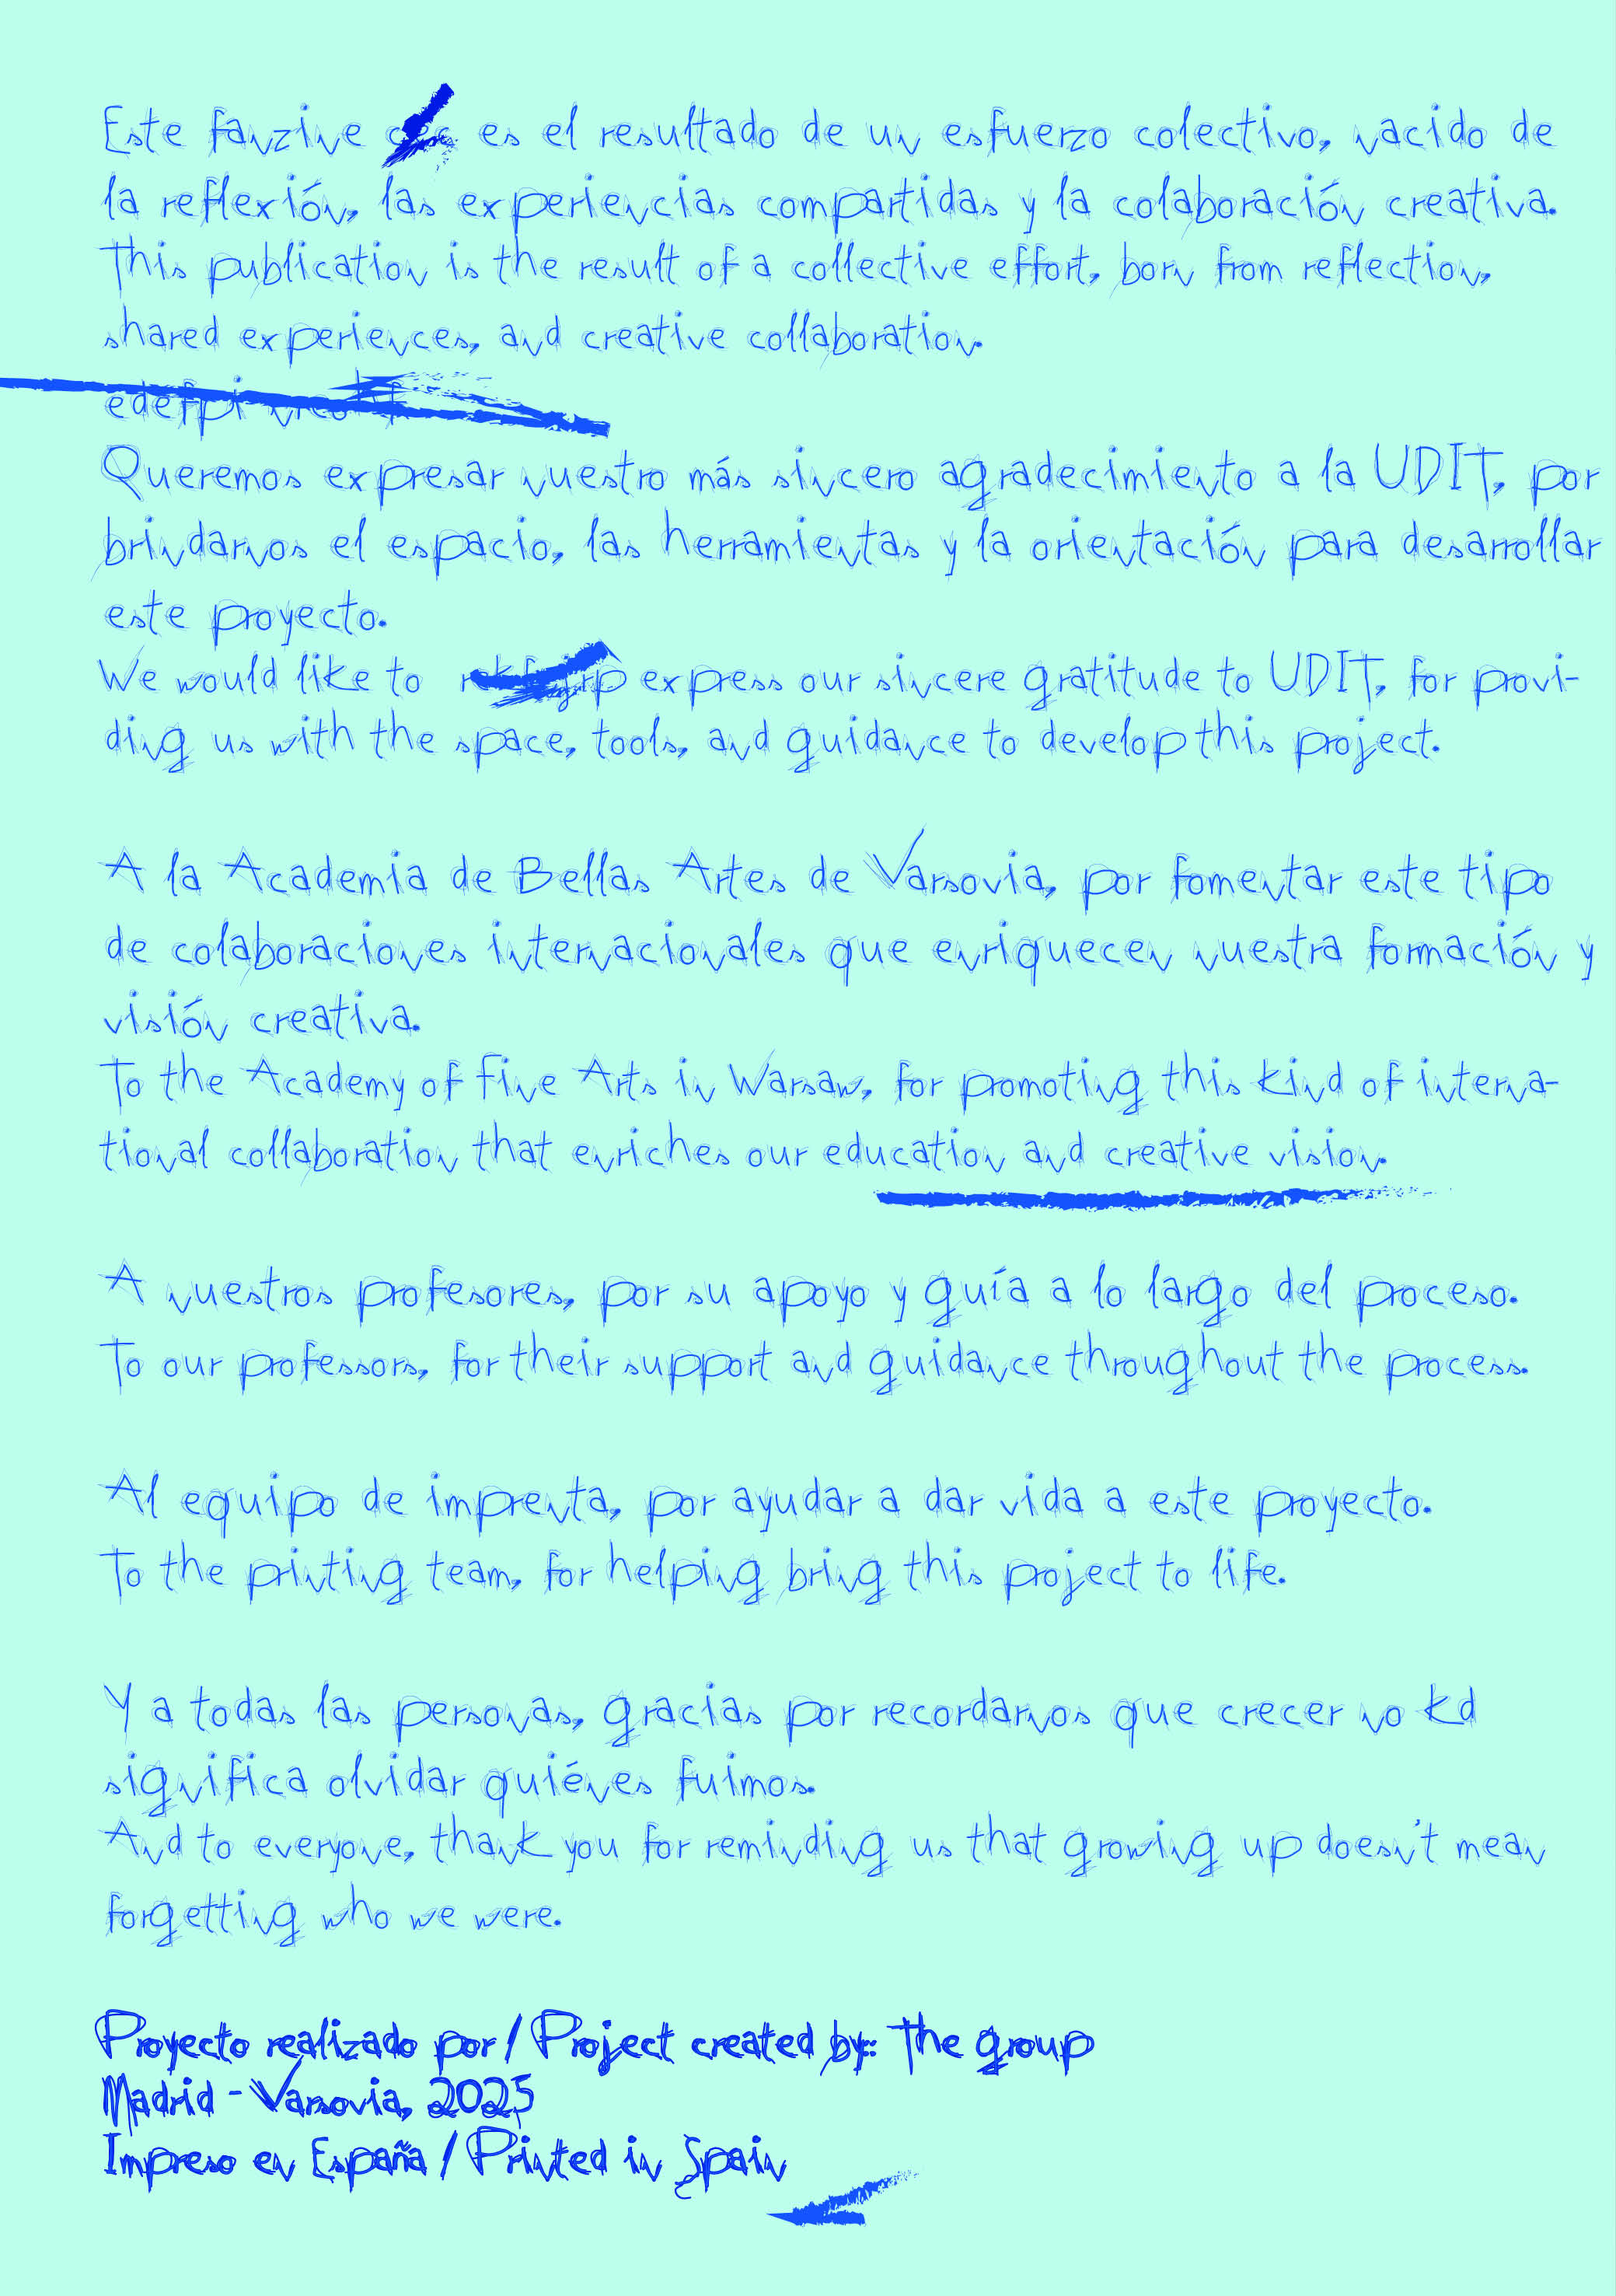 Este fanzine es el resultado de un esfuerzo colectivo, nacido de
la reflexión, las experiencias compartidas y la colaboración creativa.
This publication is the result of a collective effort, born from reflection,
shared experiences, and creative collaboration.
Queremos expresar nuestro más sincero agradecimiento a la UDIT, por
brindarnos el espacio, las herramientas y la orientación para desarrollar
este proyecto.
We would like to express our sincere gratitude to UDIT, for provi-
ding us with the space, tools, and guidance to develop this project.
A la Academia de Bellas Artes de Varsovia, por fomentar este tipo
de colaboraciones internacionales que enriquecen nuestra formación y
visión creativa.
To the Academy of Fine Arts in Warsaw, for promoting this kind of interna-
tional collaboration that enriches our education and creative vision.
A nuestros profesores, por su apoyo y guía a lo largo del proceso.
To our professors, for their support and guidance throughout the process.
Al equipo de imprenta, por ayudar a dar vida a este proyecto.
To the printing team, for helping bring this project to life.
Y a todas las personas, gracias por recordarnos que crecer no kd
significa olvidar quiénes fuimos.
And to everyone, thank you for reminding us that growing up doesn't mean
forgetting who we were.
Proyecto realizado por / Project created by: The group
Madrid - Varsovia, 2025
Impreso en España / Printed in Spain